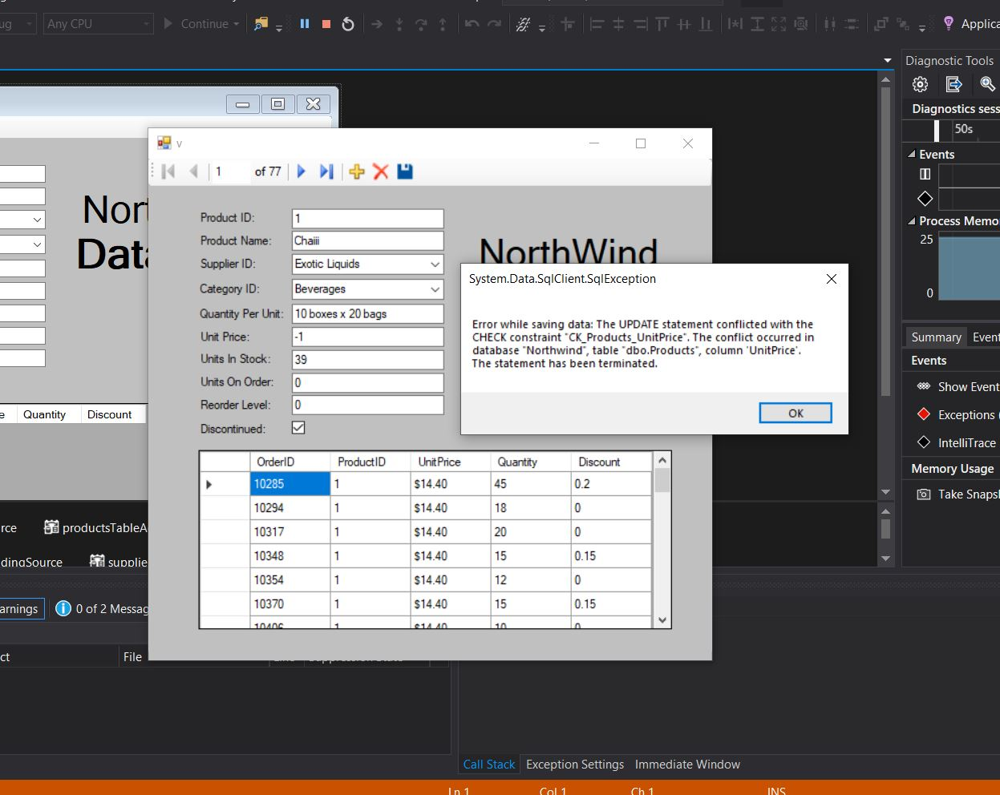 ug
Any CPU
Continue
Applica
Diagnostic Tools
Diagnostics sess
50s
Events
Process Memo
25
0
Summary
Event
Events
Show Event
Exceptions (
IntelliTrace
Memory Usage
Take Snapsh
Nort
Data
e
Quantity
Discount
v
1
of 77
Product ID:
1
Product Name:
Chaiii
Supplier ID:
Exotic Liquids
Category ID:
Beverages
Quantity Per Unit:
10 boxes x 20 bags
Unit Price:
-1
Units In Stock:
39
Units On Order:
0
Reorder Level:
0
Discontinued:
NorthWind
System.Data.SqlClient.SqlException
Error while saving data: The UPDATE statement conflicted with the
CHECK constraint "CK_Products_UnitPrice". The conflict occurred in
database "Northwind", table "dbo.Products", column 'UnitPrice'.
The statement has been terminated.
OK
OrderID ProductID UnitPrice Quantity Discount
10285 1 $14.40 45 0.2
10294 1 $14.40 18 0
10317 1 $14.40 20 0
10348 1 $14.40 15 0.15
10354 1 $14.40 12 0
10370 1 $14.40 15 0.15
10406 1 $14.40 10 0
rce
productsTableA
dingSource
supplie
arnings
0 of 2 Messag
ct
File
Call Stack
Exception Settings
Immediate Window
Ln 1
Col 1
Ch 1
INS